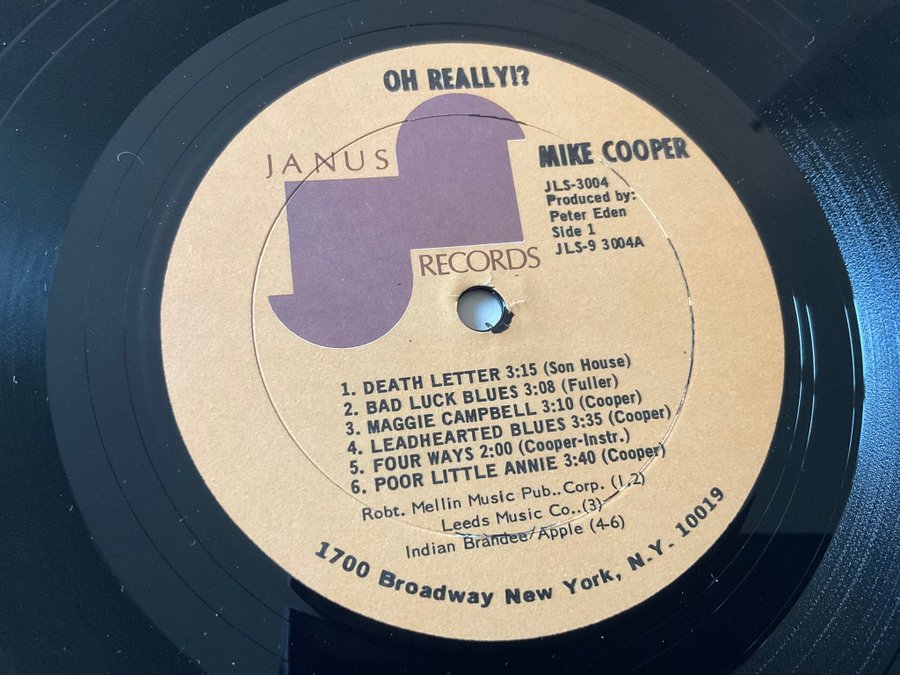 OH REALLY!?
JANUS
RECORDS
MIKE COOPER
JLS-3004
Produced by:
Peter Eden
Side 1
JLS-9 3004A
1. DEATH LETTER 3:15 (Son House)
2. BAD LUCK BLUES 3:08 (Fuller)
3. MAGGIE CAMPBELL 3:10 (Cooper)
4. LEADHEARTED BLUES 3:35 (Cooper)
5. FOUR WAYS 2:00 (Cooper-Instr.)
6. POOR LITTLE ANNIE 3:40 (Cooper)
Robt. Mellin Music Pub.. Corp. (1,2)
Leeds Music Co..(3)
Indian Brandee/Apple (4-6)
1700 Broadway New York, N.Y. 10019